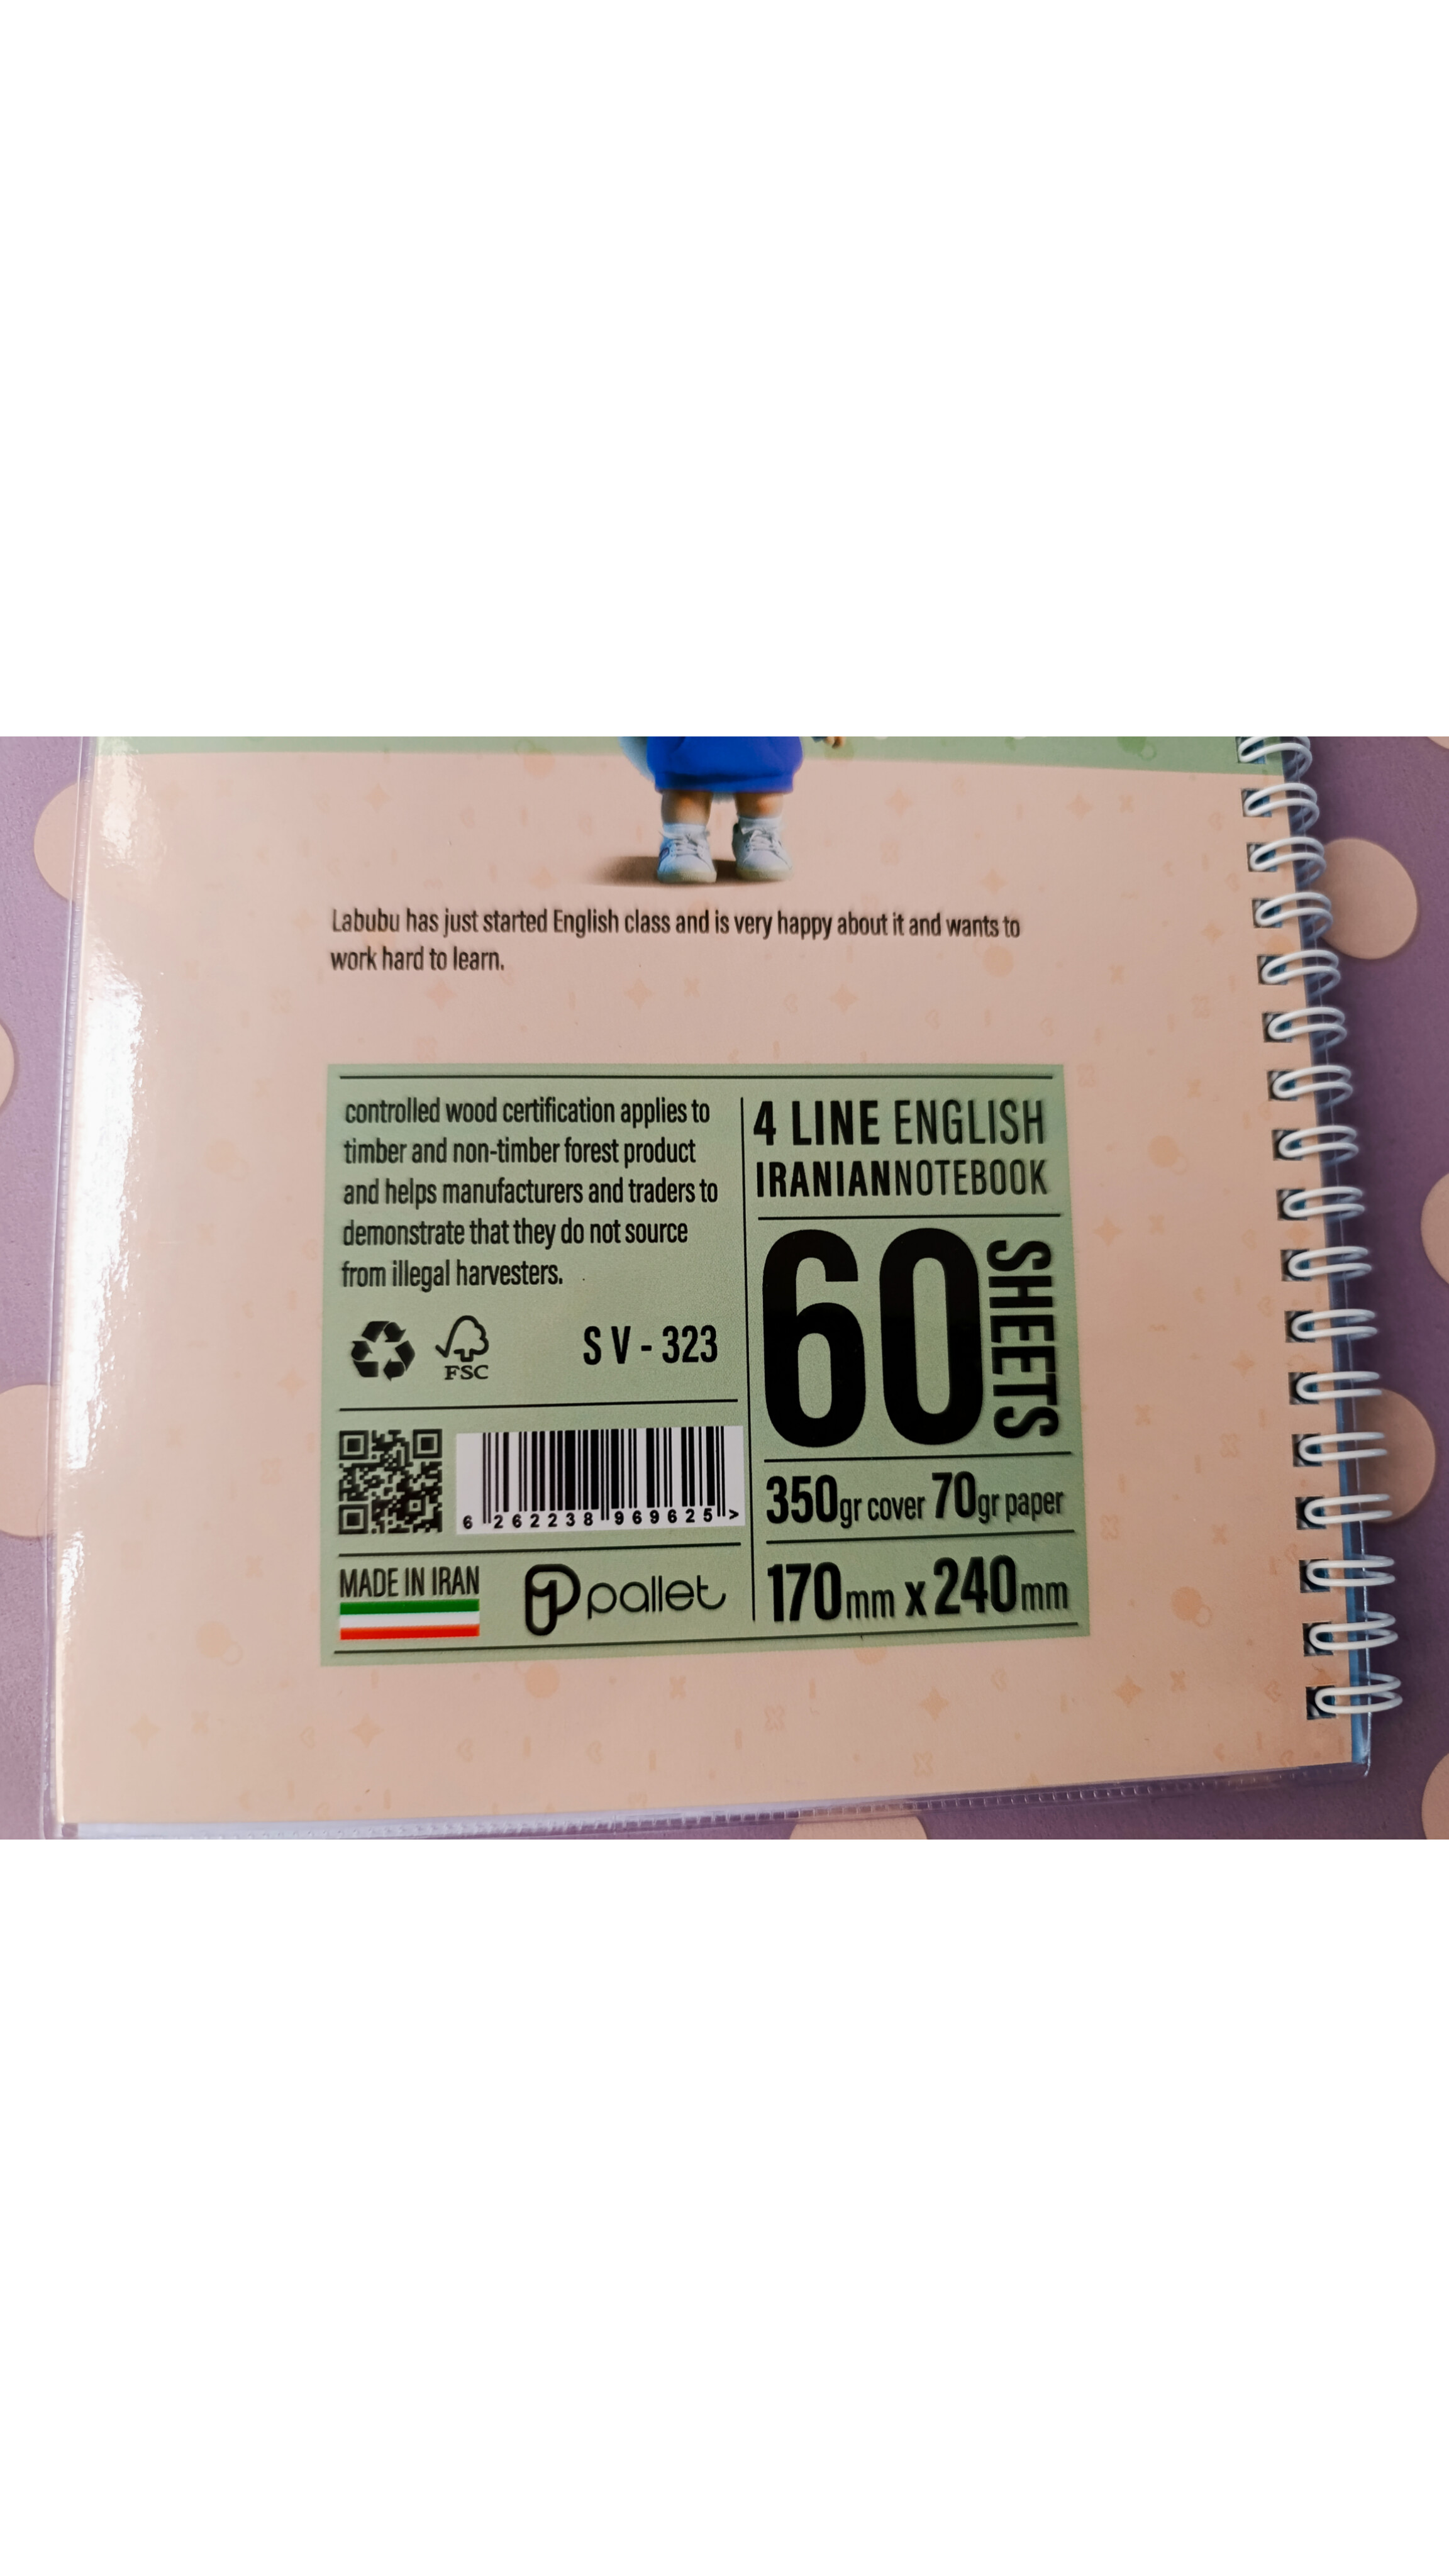 Labubu has just started English class and is very happy about it and wants to
work hard to learn.
controlled wood certification applies to
timber and non-timber forest product
and helps manufacturers and traders to
demonstrate that they do not source
from illegal harvesters.
FSC
S V - 323
6 262238 969625 >
MADE IN IRAN
pallet
4 LINE ENGLISH
IRANIANNOTEBOOK
60 SHEETS
350gr cover 70gr paper
170mm x 240mm